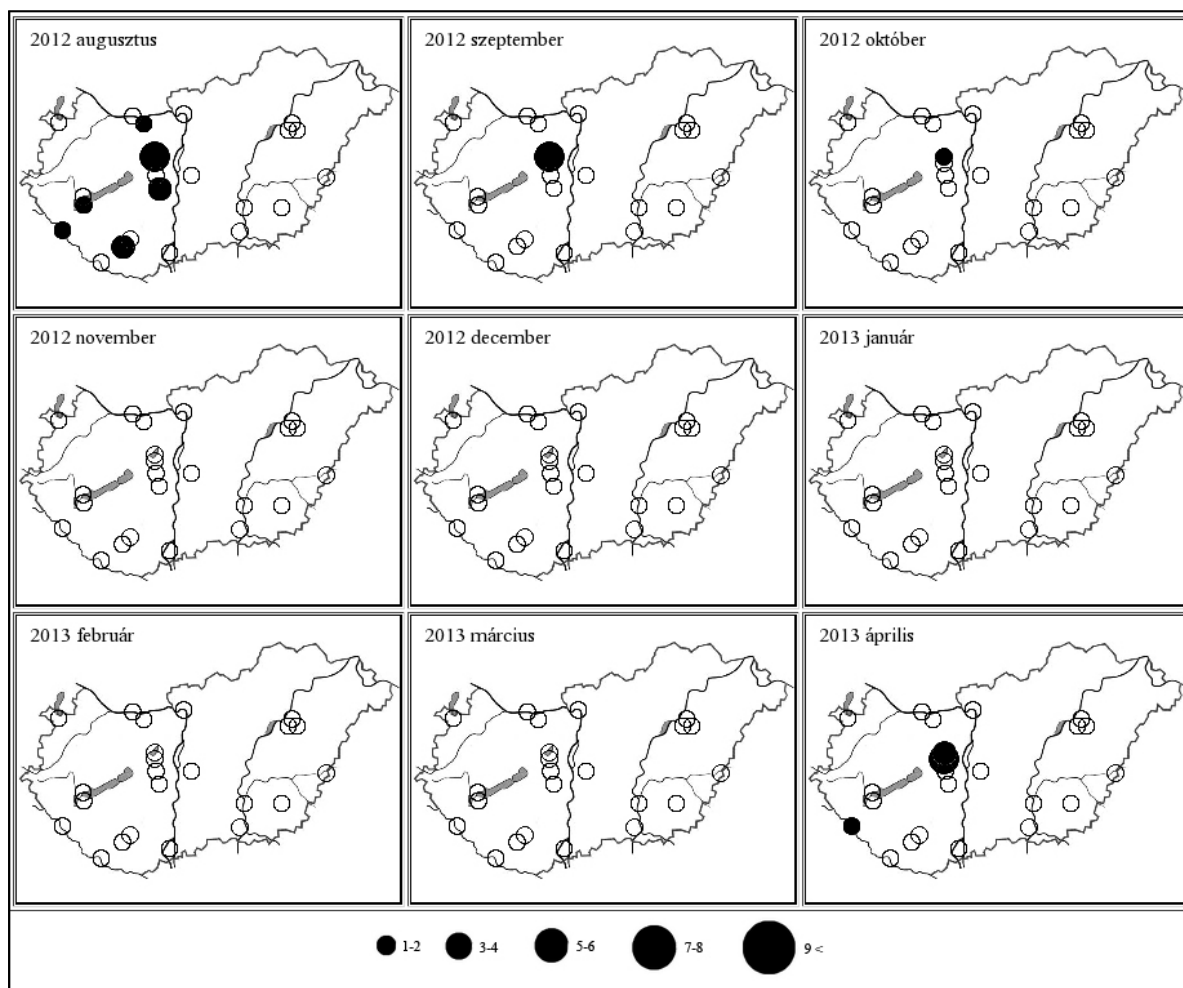 2012 augusztus
2012 szeptember
2012 október
2012 november
2012 december
2013 január
2013 február
2013 március
2013 április
1-2 3-4 5-6 7-8 9 <